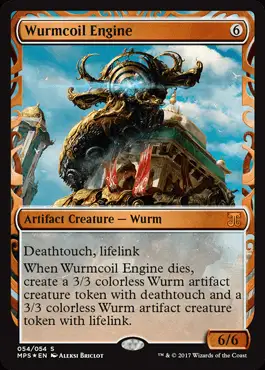 Wurmcoil Engine 6
Artifact Creature — Wurm
Deathtouch, lifelink
When Wurmcoil Engine dies,
create a 3/3 colorless Wurm artifact
creature token with deathtouch and a
3/3 colorless Wurm artifact creature
token with lifelink.
6/6
054/054 S
MPS ★ EN Aleksi Briclot
™ & © 2017 Wizards of the Coast